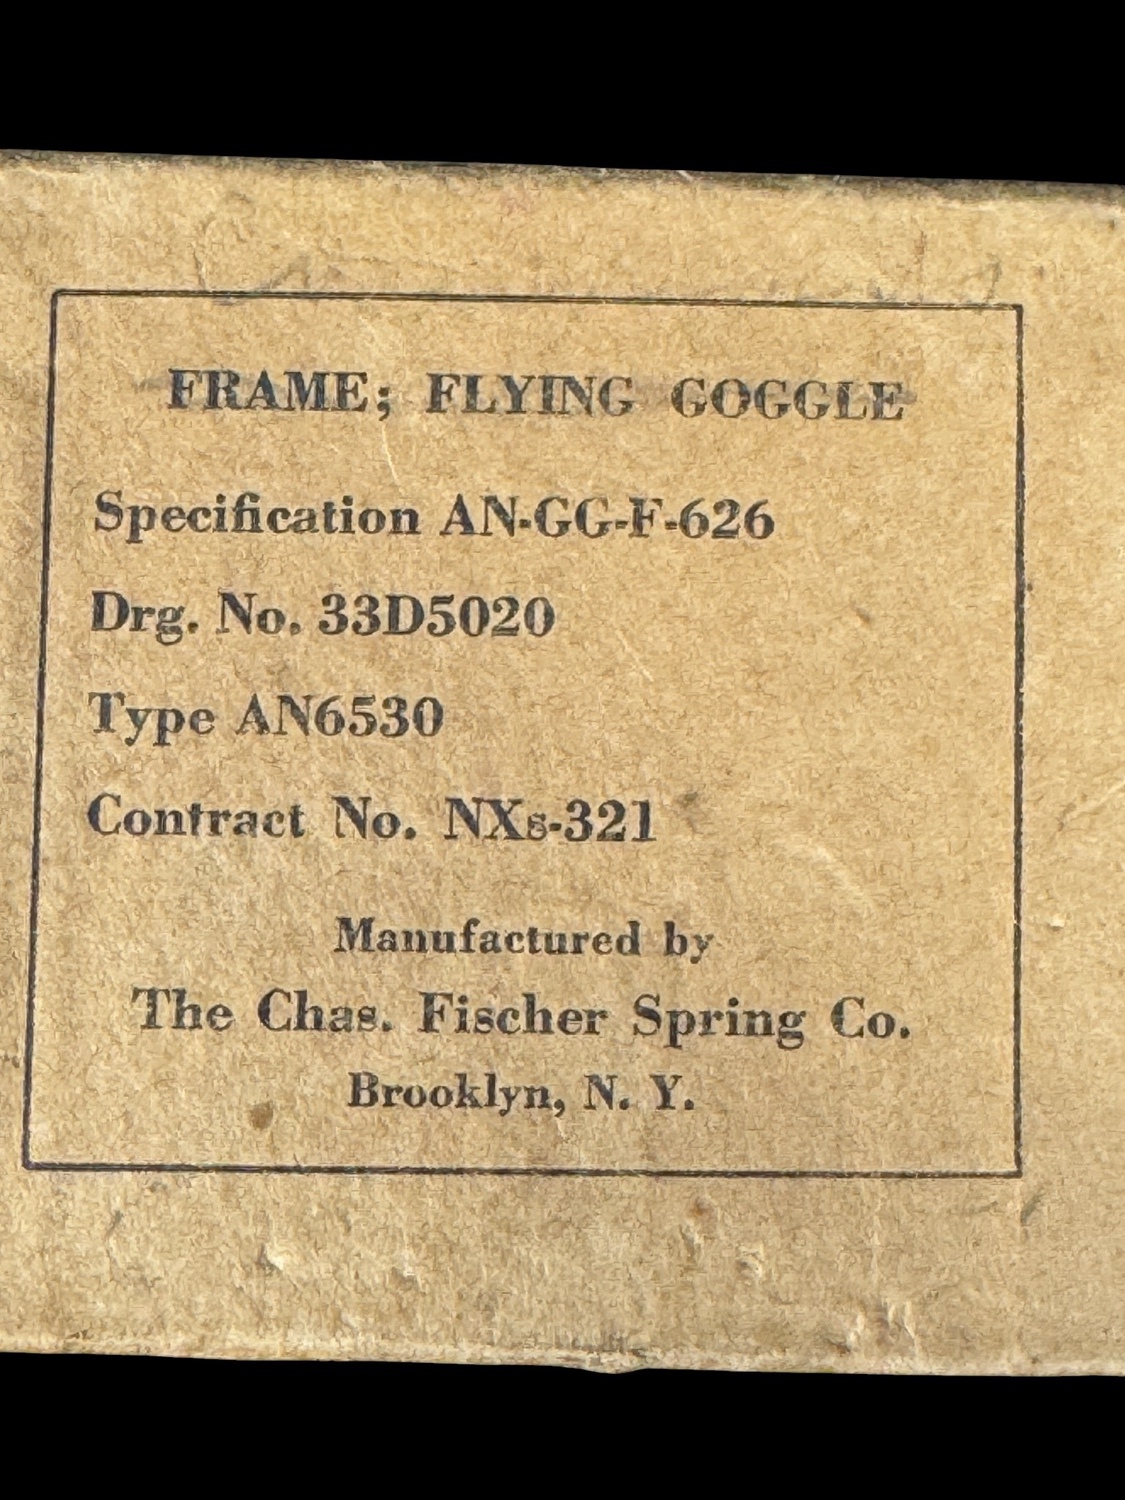 FRAME; FLYING GOGGLE
Specification AN-GG-F-626
Drg. No. 33D5020
Type AN6530
Contract No. NXs-321
Manufactured by
The Chas. Fischer Spring Co.
Brooklyn, N. Y.